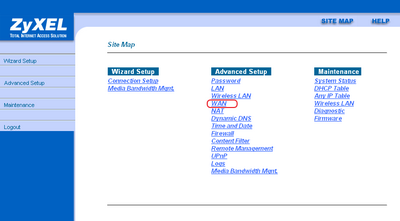 ZyXEL
TOTAL INTERNET ACCESS SOLUTION
SITE MAP
HELP
Wizard Setup
Advanced Setup
Maintenance
Logout
Site Map
Wizard Setup
Connection Setup
Media Bandwidth Mgnt.
Advanced Setup
Password
LAN
Wireless LAN
WAN
NAT
Dynamic DNS
Time and Date
Firewall
Content Filter
Remote Management
UPnP
Logs
Media Bandwidth Mgnt.
Maintenance
System Status
DHCP Table
Any IP Table
Wireless LAN
Diagnostic
Firmware